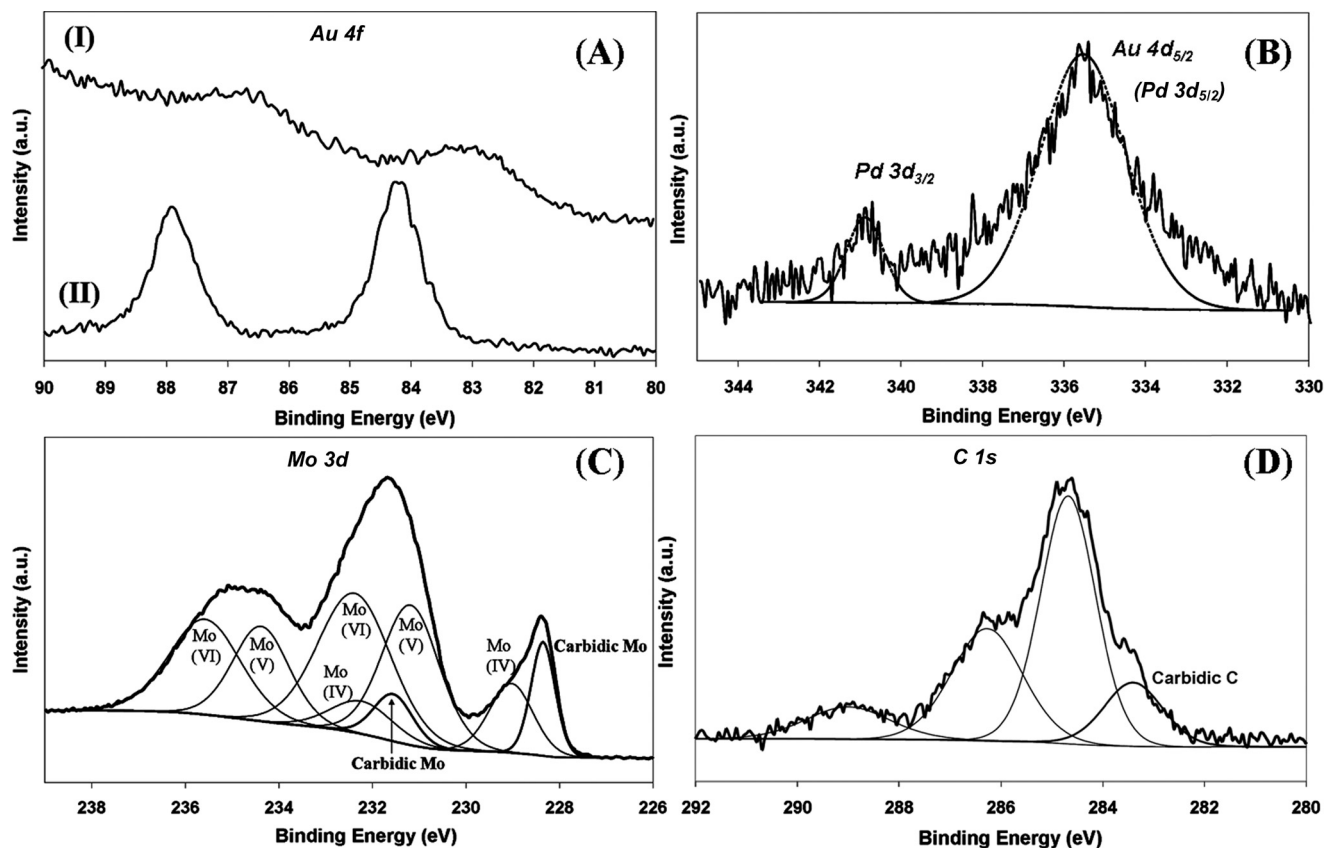 (I)
Au 4f
(A)
(II)
Intensity (a.u.)
90 89 88 87 86 85 84 83 82 81 80
Binding Energy (eV)
(B)
Au 4d5/2
(Pd 3d5/2)
Pd 3d3/2
Intensity (a.u.)
344 342 340 338 336 334 332 330
Binding Energy (eV)
Mo 3d
(C)
Mo
(VI)
Mo
(V)
Mo
(VI)
Mo
(V)
Mo
(IV)
Mo
(IV)
Carbidic Mo
Carbidic Mo
Intensity (a.u.)
238 236 234 232 230 228 226
Binding Energy (eV)
C 1s
(D)
Carbidic C
Intensity (a.u.)
292 290 288 286 284 282 280
Binding Energy (eV)